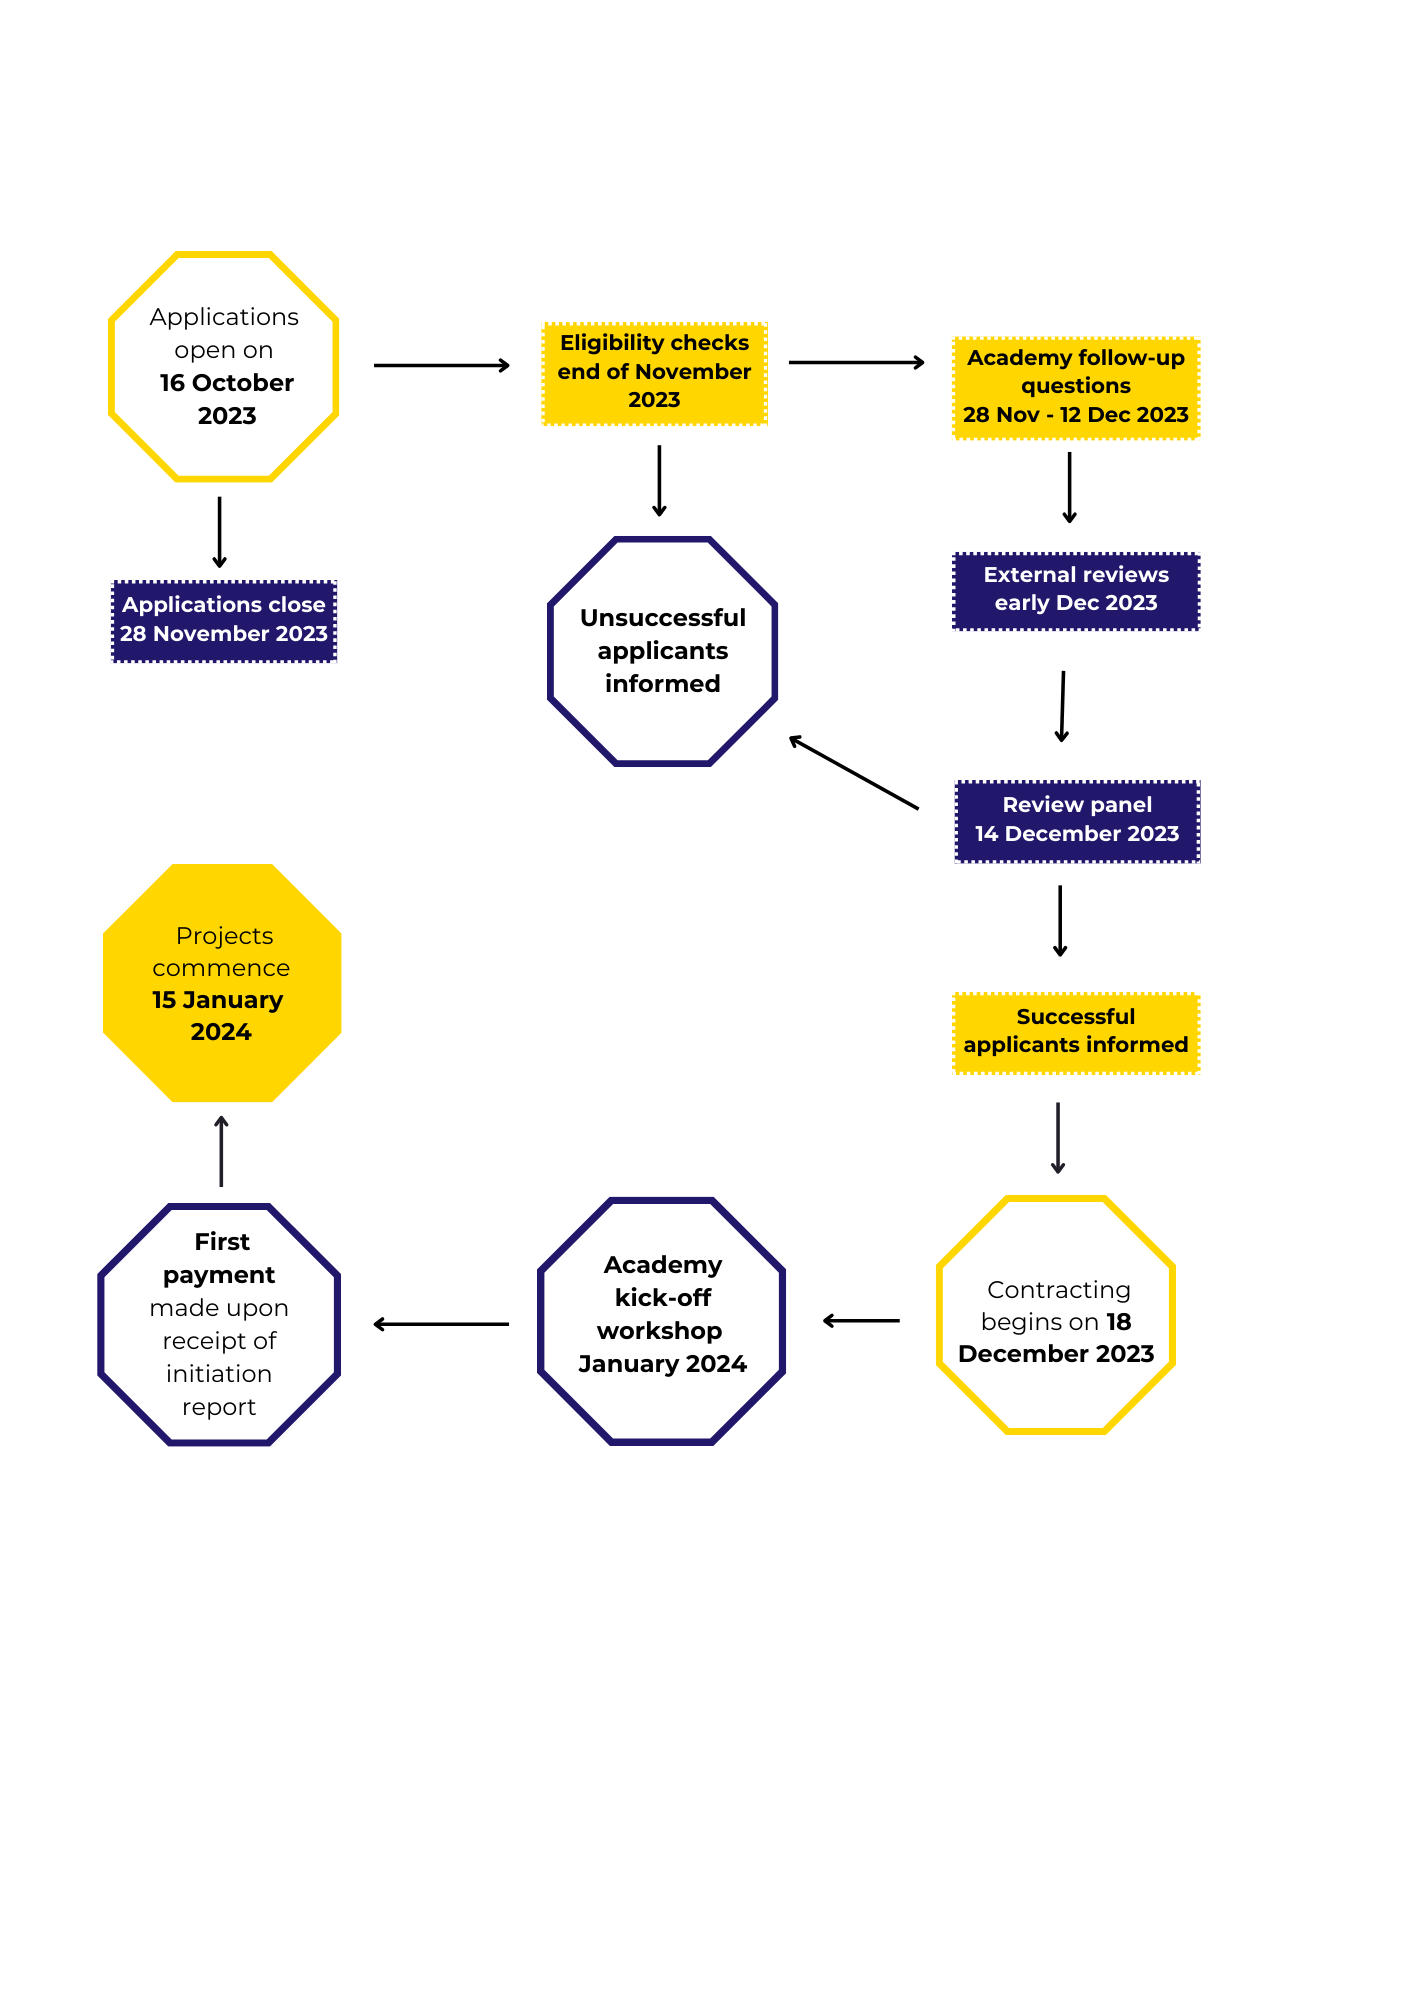 Applications
open on
16 October
2023
Applications close
28 November 2023
Eligibility checks
end of November
2023
Academy follow-up
questions
28 Nov - 12 Dec 2023
Unsuccessful
applicants
informed
External reviews
early Dec 2023
Review panel
14 December 2023
Successful
applicants informed
Contracting
begins on 18
December 2023
Academy
kick-off
workshop
January 2024
First
payment
made upon
receipt of
initiation
report
Projects
commence
15 January
2024